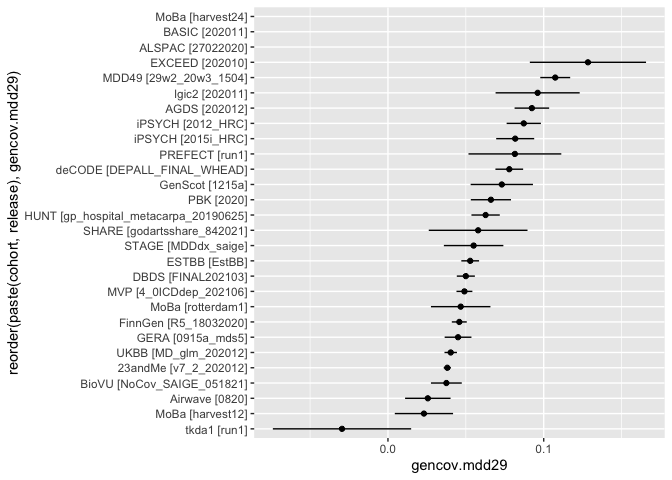 MoBa [harvest24]
BASIC [202011]
ALSPAC [27022020]
EXCEED [202010]
MDD49 [29w2_20w3_1504]
lgic2 [202011]
AGDS [202012]
iPSYCH [2012_HRC]
iPSYCH [2015i_HRC]
PREFECT [run1]
deCODE [DEPALL_FINAL_WHEAD]
GenScot [1215a]
PBK [2020]
HUNT [gp_hospital_metacarpa_20190625]
SHARE [godartsshare_842021]
STAGE [MDDdx_saige]
ESTBB [EstBB]
DBDS [FINAL202103]
MVP [4_0ICDdep_202106]
MoBa [rotterdam1]
FinnGen [R5_18032020]
GERA [0915a_mds5]
UKBB [MD_glm_202012]
23andMe [v7_2_202012]
BioVU [NoCov_SAIGE_051821]
Airwave [0820]
MoBa [harvest12]
tkda1 [run1]
reorder(paste(cohort, release), gencov.mdd29)
0.0
0.1
gencov.mdd29